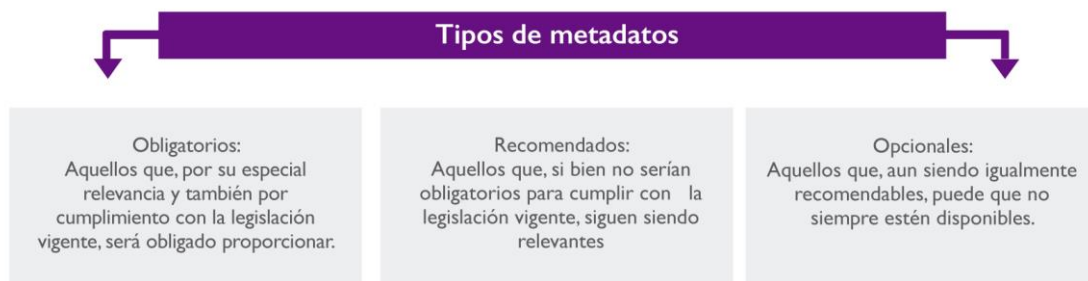 Tipos de metadatos
Obligatorios:
Aquellos que, por su especial
relevancia y también por
cumplimiento con la legislación
vigente, será obligado proporcionar.
Recomendados:
Aquellos que, si bien no serían
obligatorios para cumplir con la
legislación vigente, siguen siendo
relevantes
Opcionales:
Aquellos que, aun siendo igualmente
recomendables, puede que no
siempre estén disponibles.